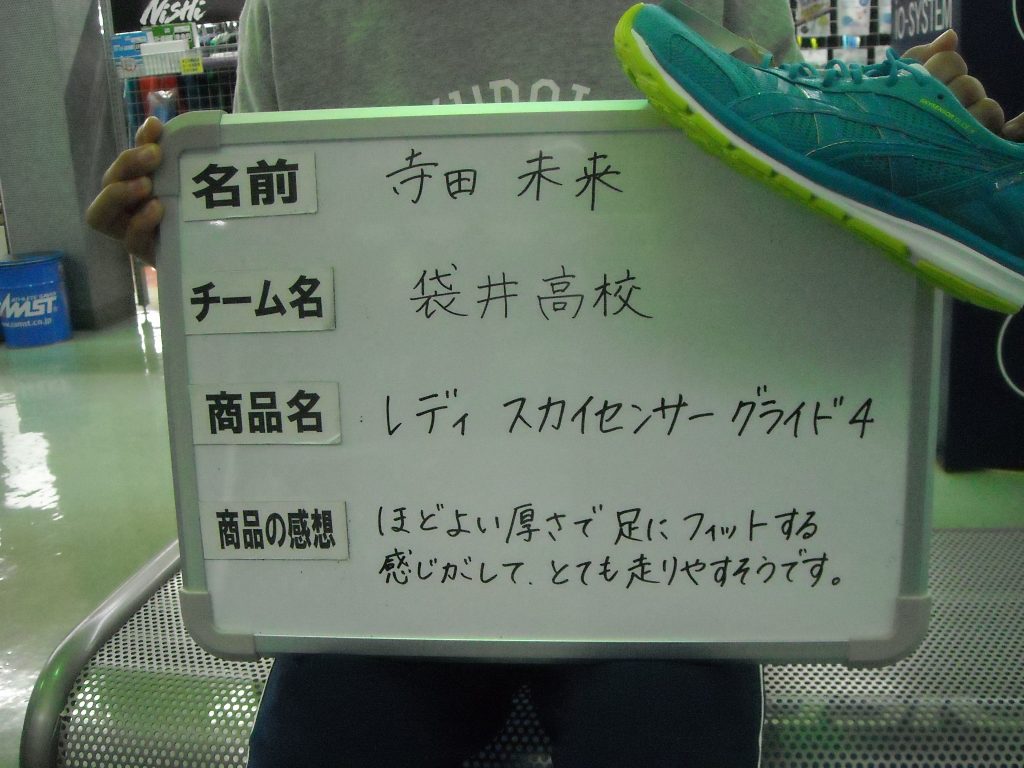 NiSHi
IO-SYSTEM
名前 寺田 未来
チーム名 袋井高校
商品名 レディ スカイセンサー グライド4
商品の感想 ほどよい厚さで足にフィットする
感じがして、とても走りやすそうです。